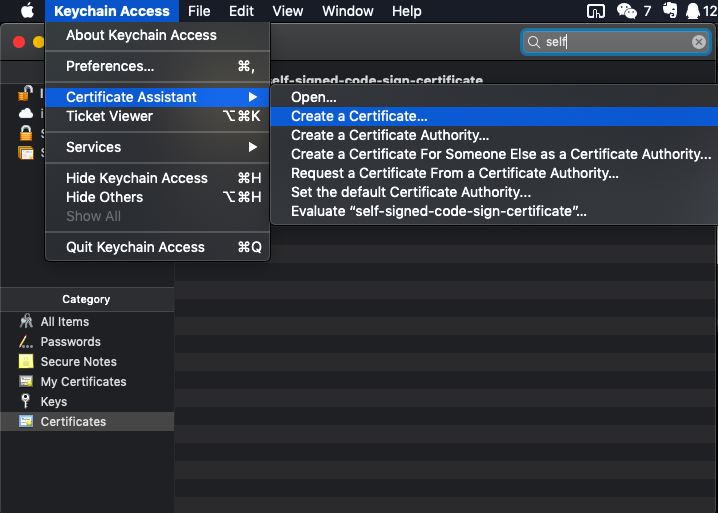 Keychain Access File Edit View Window Help 7 12
About Keychain Access
self
Preferences... ⌘,
self-signed-code-sign-certificate
Certificate Assistant ▶
Open...
Ticket Viewer ⌥⌘K
Create a Certificate...
Create a Certificate Authority...
Services ▶
Create a Certificate For Someone Else as a Certificate Authority...
Request a Certificate From a Certificate Authority...
Hide Keychain Access ⌘H
Set the default Certificate Authority...
Hide Others ⌥⌘H
Evaluate “self-signed-code-sign-certificate”...
Show All
Quit Keychain Access ⌘Q
Category
All Items
Passwords
Secure Notes
My Certificates
Keys
Certificates